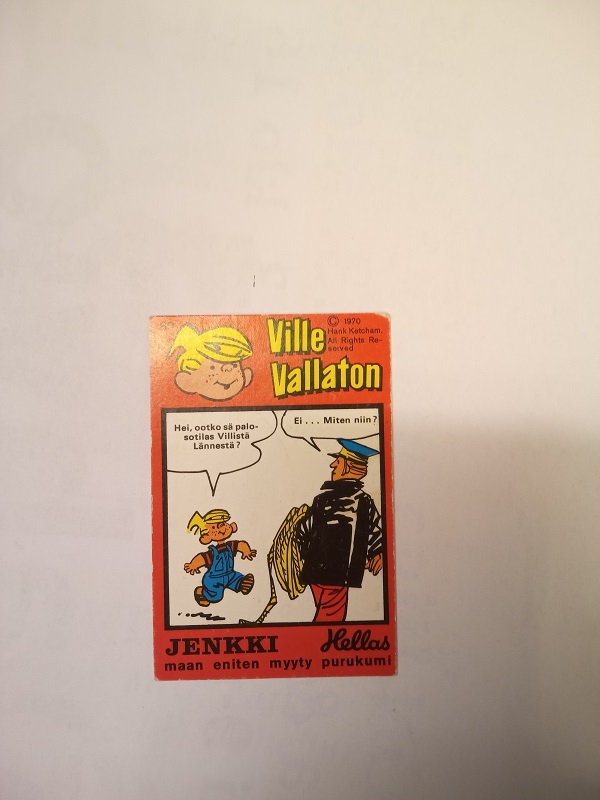 Ville
Vallaton
© 1970
Hank Ketcham.
All Rights Re-
served
Hei, ootko sä palo-
sotilas Villistä
Lännestä?
Ei . . . Miten niin?
JENKKI
Hellas
maan eniten myyty purukumi